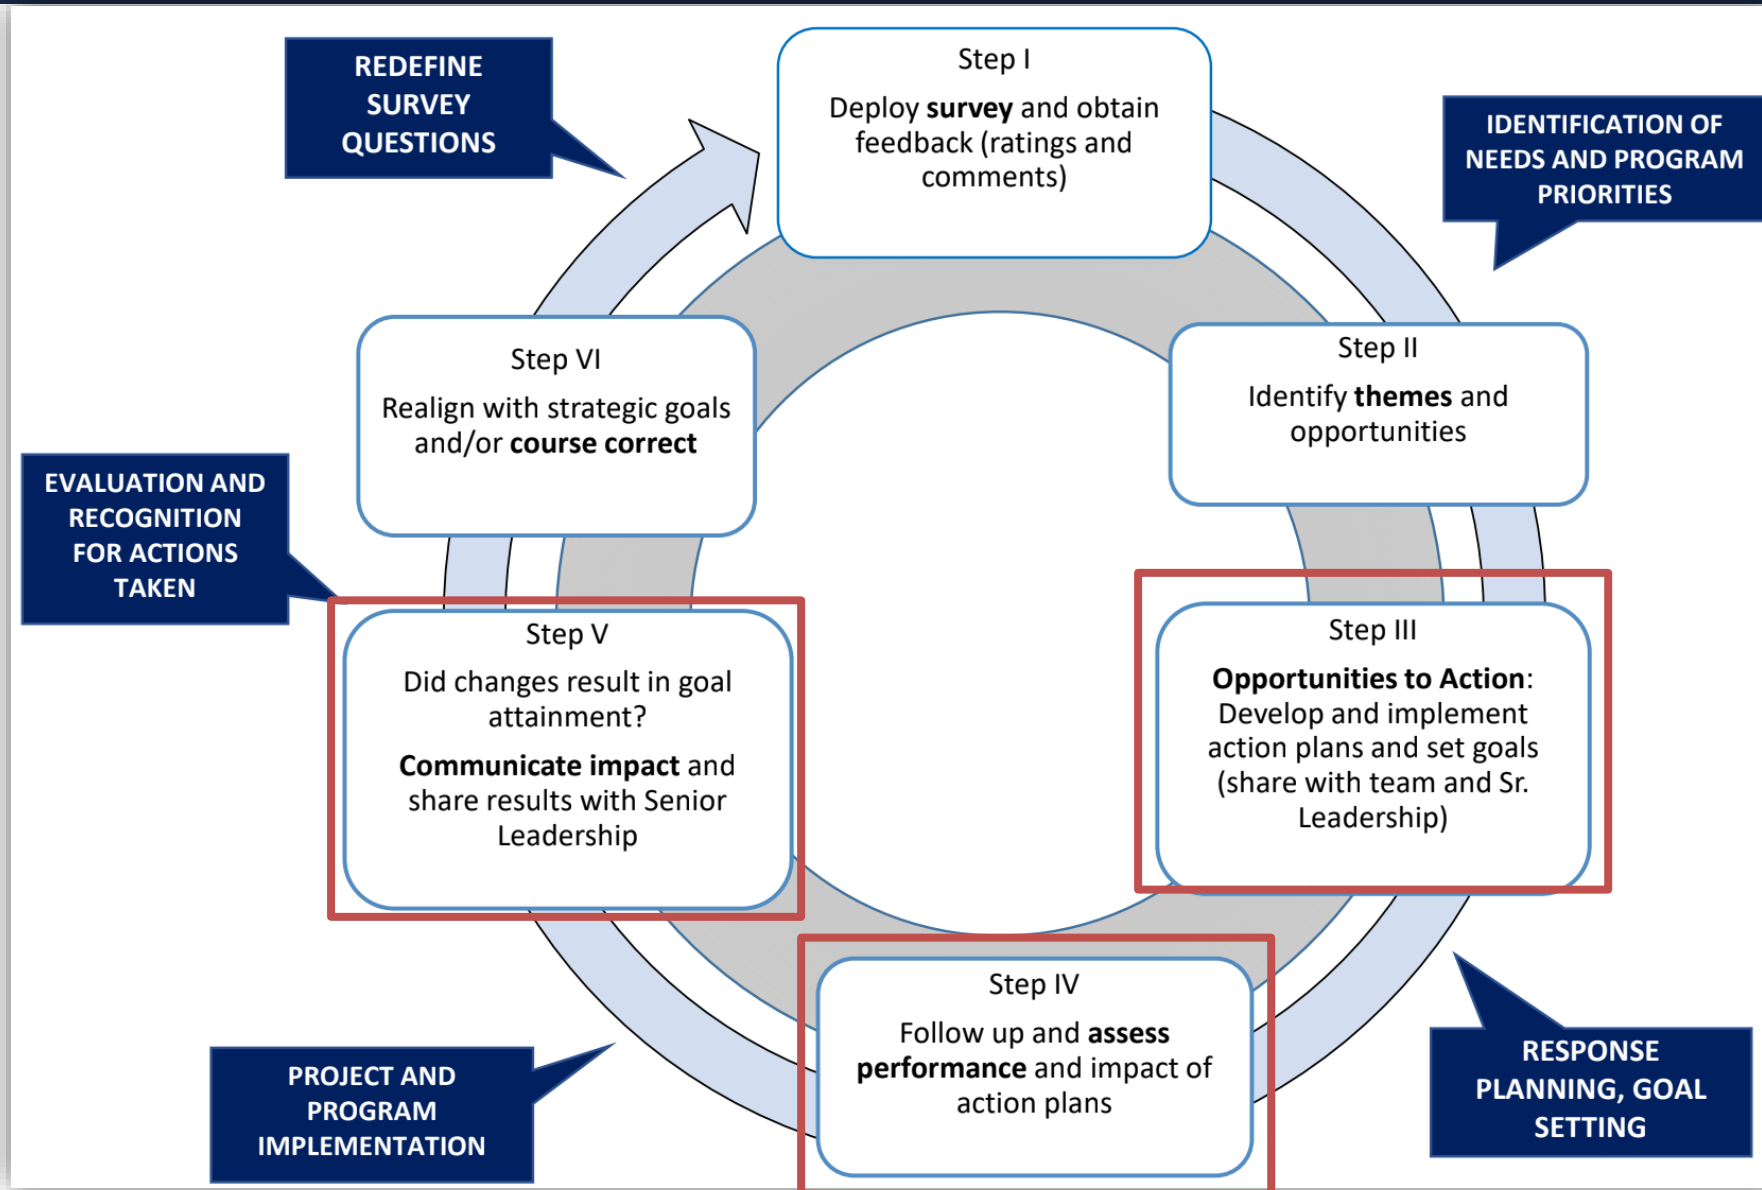 REDEFINE
SURVEY
QUESTIONS
Step I
Deploy survey and obtain
feedback (ratings and
comments)
IDENTIFICATION OF
NEEDS AND PROGRAM
PRIORITIES
Step II
Identify themes and
opportunities
Step III
Opportunities to Action:
Develop and implement
action plans and set goals
(share with team and Sr.
Leadership)
RESPONSE
PLANNING, GOAL
SETTING
Step IV
Follow up and assess
performance and impact of
action plans
PROJECT AND
PROGRAM
IMPLEMENTATION
Step V
Did changes result in goal
attainment?
Communicate impact and
share results with Senior
Leadership
EVALUATION AND
RECOGNITION
FOR ACTIONS
TAKEN
Step VI
Realign with strategic goals
and/or course correct